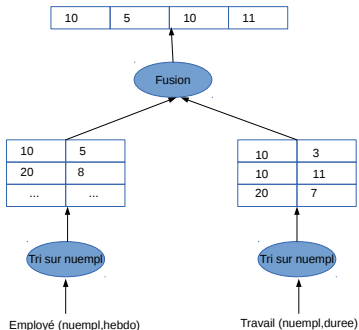 10 5 10 11
Fusion
10 5
20 8
... ...
10 3
10 11
20 7
Tri sur nuempl
Tri sur nuempl
Employé (nuempl,hebdo)
Travail (nuempl,duree)